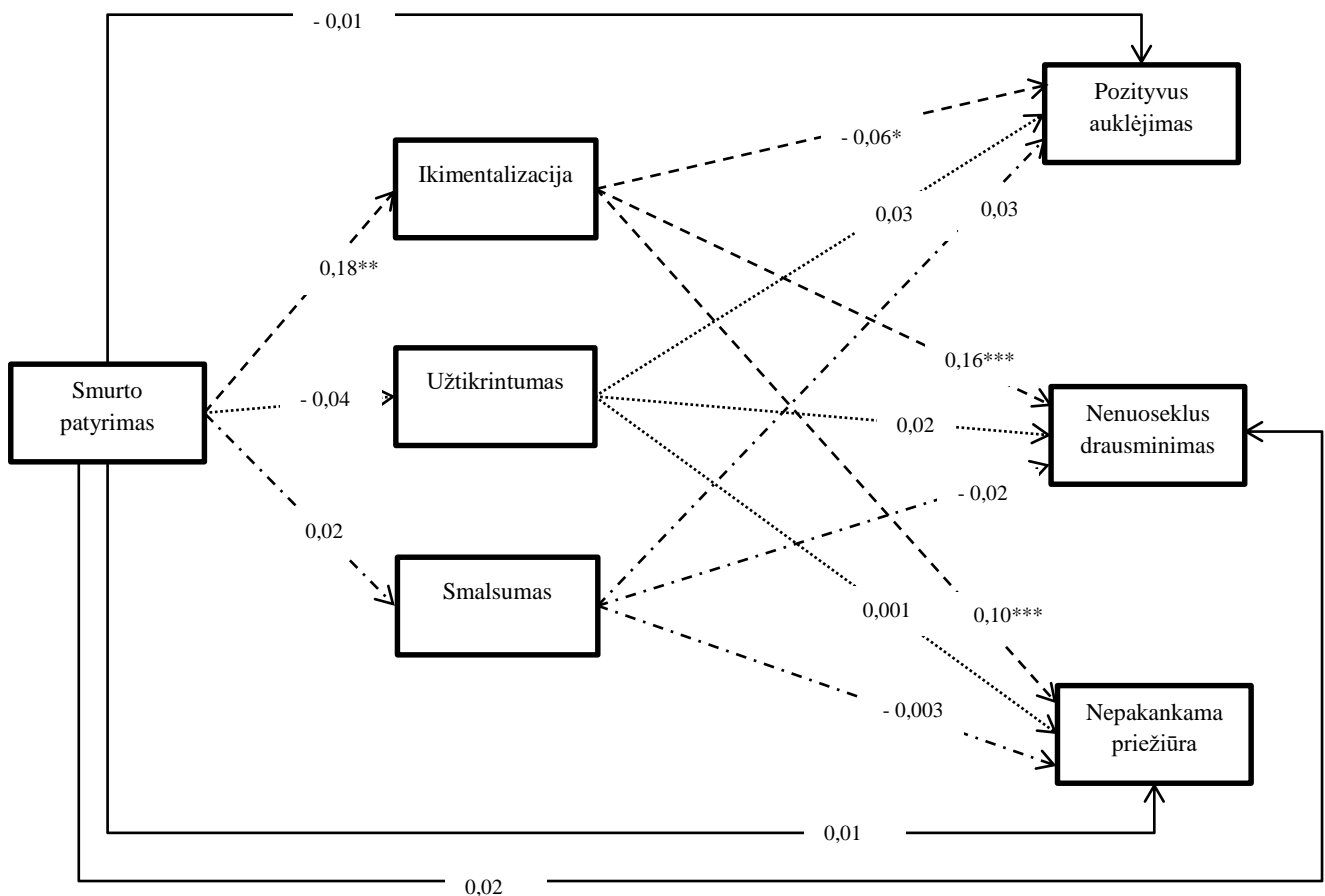 - 0,01
Pozityvus
auklėjimas
- 0,06*
Ikimentalizacija
0,03
0,03
0,18**
0,16***
Užtikrintumas
Smurto
patyrimas
- 0,04
Nenuoseklus
drausminimas
0,02
- 0,02
0,02
Smalsumas
0,001
0,10***
- 0,003
Nepakankama
priežiūra
0,01
0,02